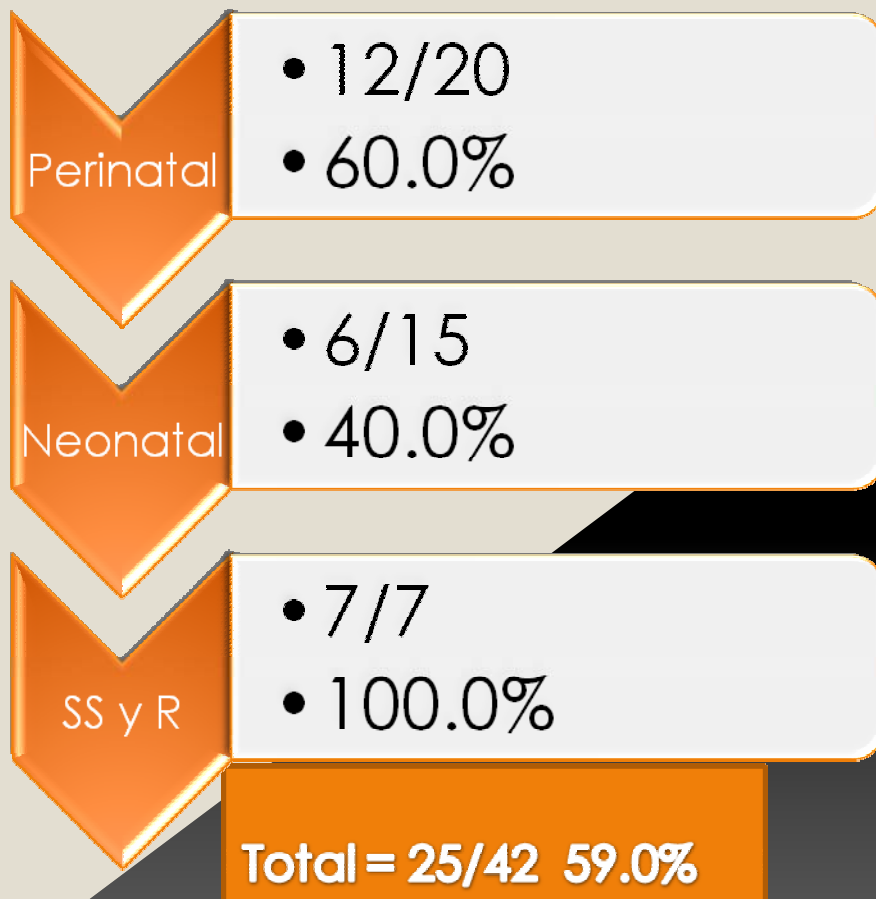 Perinatal
• 12/20
• 60.0%
Neonatal
• 6/15
• 40.0%
SS y R
• 7/7
• 100.0%
Total = 25/42 59.0%